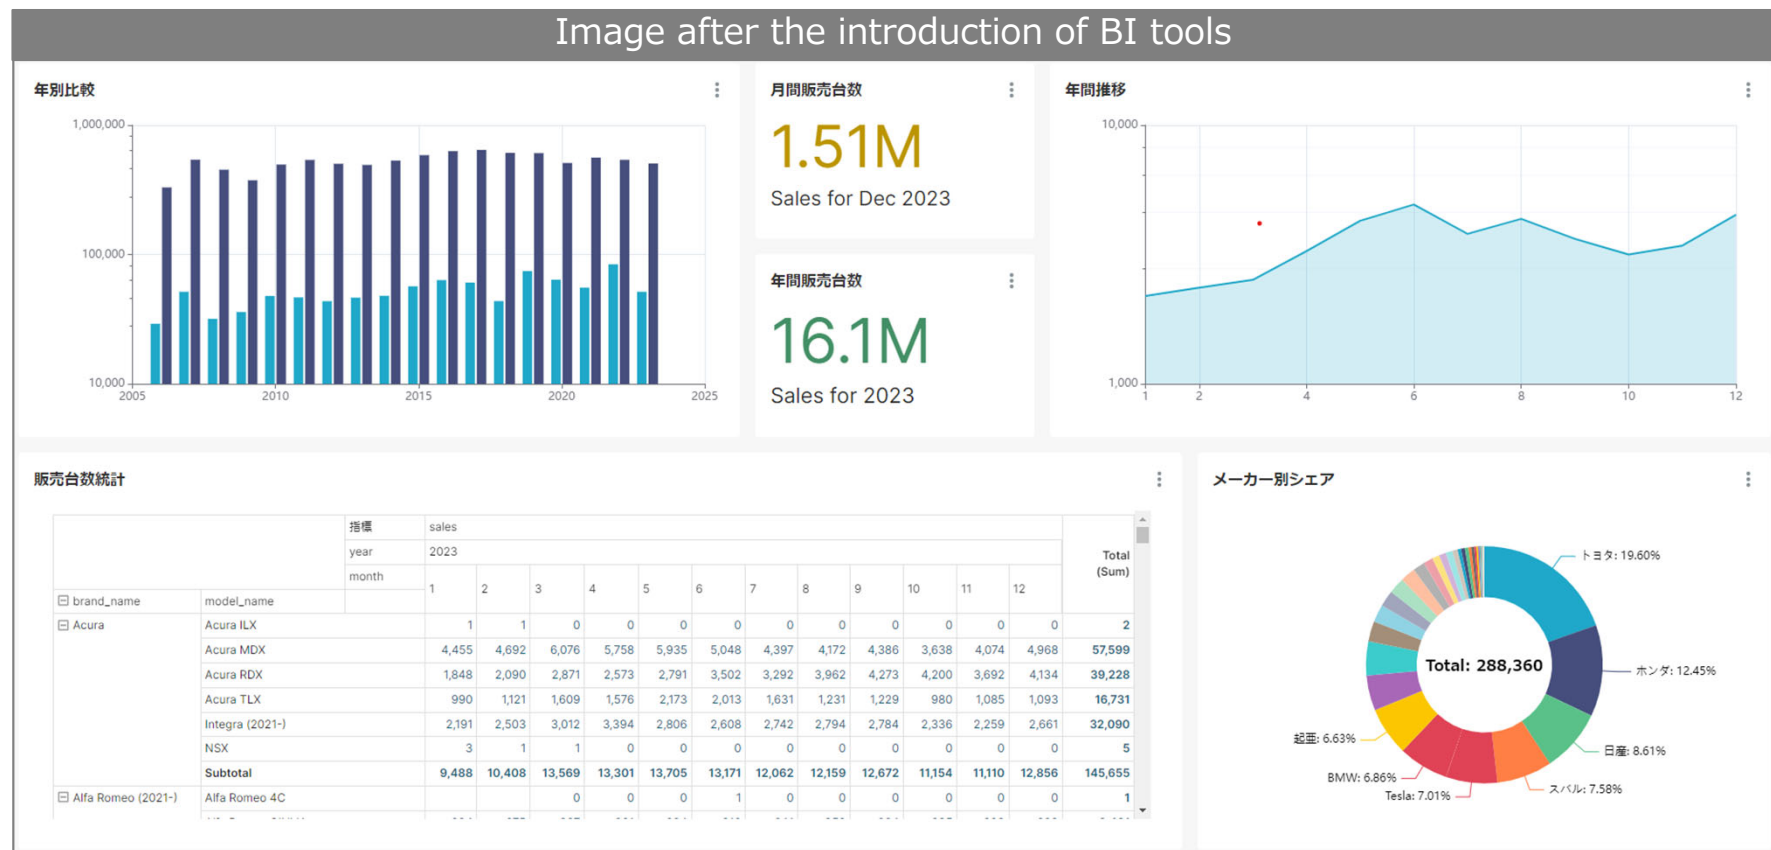 Image after the introduction of BI tools
年別比較
1,000,000
100,000
10,000
2005 2010 2015 2020 2025
月間販売台数
1.51M
Sales for Dec 2023
年間販売台数
16.1M
Sales for 2023
年間推移
10,000
1,000
1 2 4 6 8 10 12
販売台数統計
指標 sales
year 2023
Total
(Sum)
month
1 2 3 4 5 6 7 8 9 10 11 12
brand_name model_name
Acura Acura ILX 1 1 0 0 0 0 0 0 0 0 0 0 2
Acura MDX 4,455 4,692 6,076 5,758 5,935 5,048 4,397 4,172 4,386 3,638 4,074 4,968 57,599
Acura RDX 1,848 2,090 2,871 2,573 2,791 3,502 3,292 3,962 4,273 4,200 3,692 4,134 39,228
Acura TLX 990 1,121 1,609 1,576 2,173 2,013 1,631 1,231 1,229 980 1,085 1,093 16,731
Integra (2021-) 2,191 2,503 3,012 3,394 2,806 2,608 2,742 2,794 2,784 2,336 2,259 2,661 32,090
NSX 3 1 1 0 0 0 0 0 0 0 0 0 5
Subtotal 9,488 10,408 13,569 13,301 13,705 13,171 12,062 12,159 12,672 11,154 11,110 12,856 145,655
Alfa Romeo (2021-) Alfa Romeo 4C 0 0 0 1 0 0 0 0 0 0 1
メーカー別シェア
トヨタ: 19.60%
ホンダ: 12.45%
日産: 8.61%
スバル: 7.58%
Tesla: 7.01%
BMW: 6.86%
起亜: 6.63%
Total: 288,360